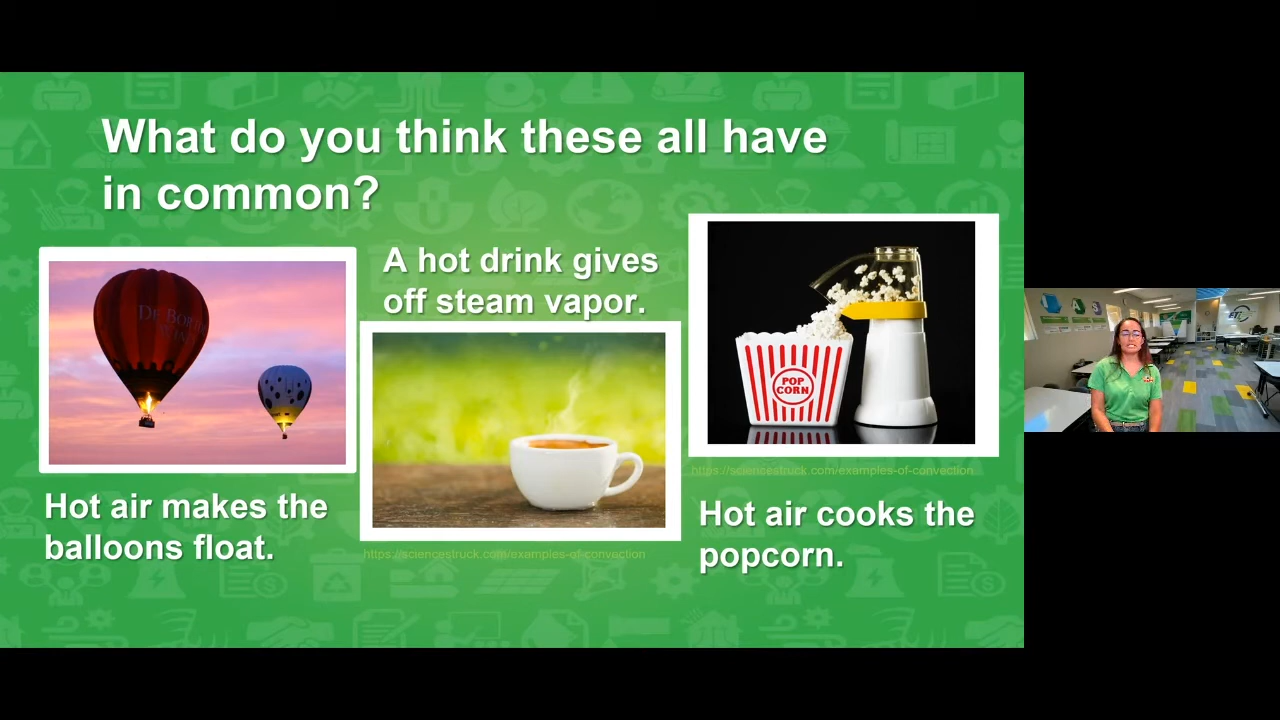 What do you think these all have
in common?
A hot drink gives
off steam vapor.
DE BORT
POP
CORN
https://sciencestruck.com/examples-of-convection
Hot air makes the
balloons float.
https://sciencestruck.com/examples-of-convection
Hot air cooks the
popcorn.